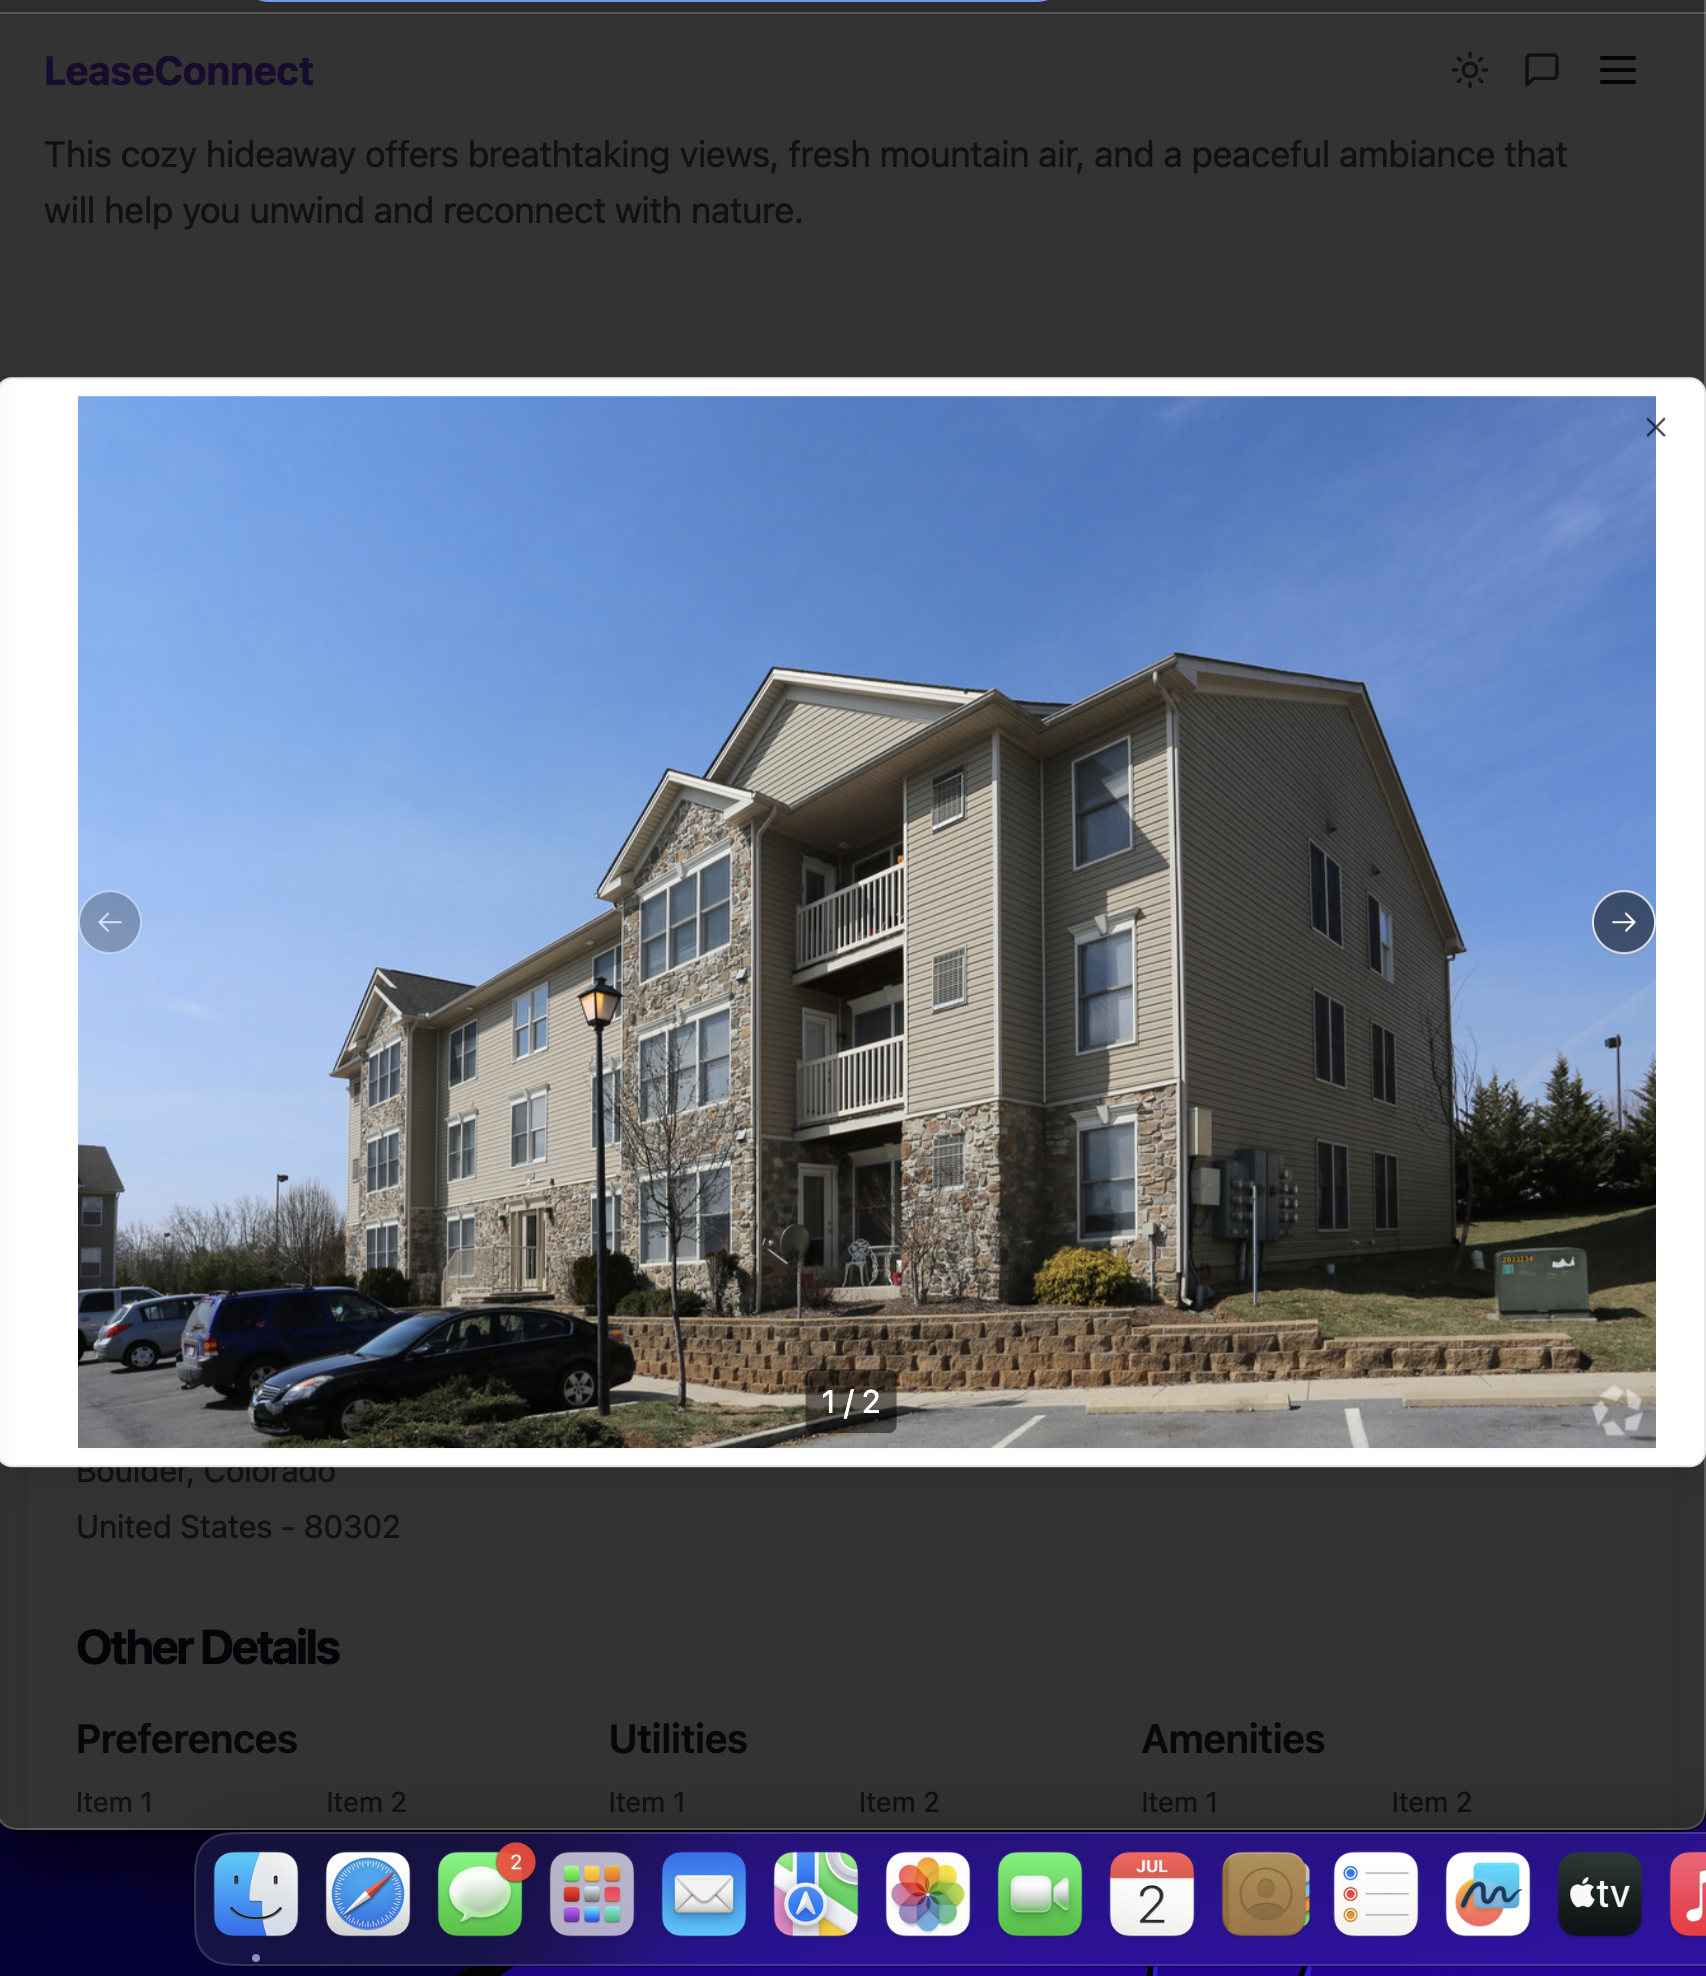 LeaseConnect
This cozy hideaway offers breathtaking views, fresh mountain air, and a peaceful ambiance that
will help you unwind and reconnect with nature.
2033234
1 / 2
Boulder, Colorado
United States - 80302
Other Details
Preferences
Utilities
Amenities
Item 1
Item 2
Item 1
Item 2
Item 1
Item 2
2
JUL
2
tv